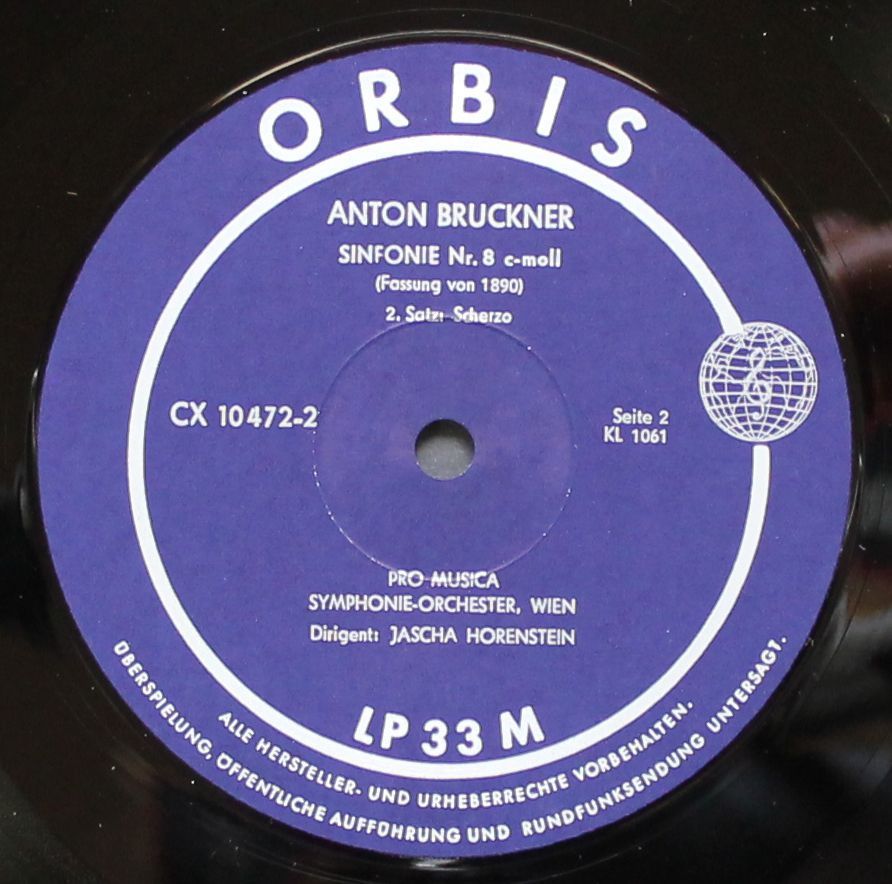 ORBIS
ANTON BRUCKNER
SINFONIE Nr. 8 c-moll
(Fassung von 1890)
2. Satz: Scherzo
CX 10472-2
Seite 2
KL 1061
PRO MUSICA
SYMPHONIE-ORCHESTER, WIEN
Dirigent: JASCHA HORENSTEIN
LP 33 M
ALLE HERSTELLER- UND URHEBERRECHTE VORBEHALTEN.
ÜBERSPIELUNG, ÖFFENTLICHE AUFFÜHRUNG UND RUNDFUNKSENDUNG UNTERSAGT.